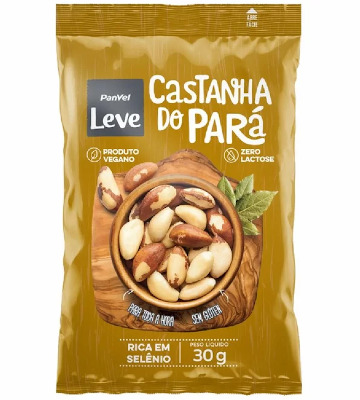 ABRE
FÁCIL
PanVel
Leve
CASTANHA
DO PARÁ
PRODUTO
VEGANO
ZERO
LACTOSE
PARA TODA A HORA
SEM GLÚTEN
RICA EM
SELÊNIO
PESO LÍQUIDO
30 g